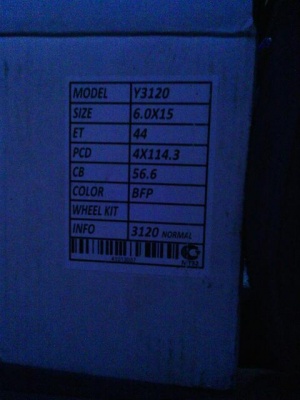 MODEL Y3120
SIZE 6.0X15
ET 44
PCD 4X114.3
CB 56.6
COLOR BFP
WHEEL KIT
INFO 3120 NORMAL